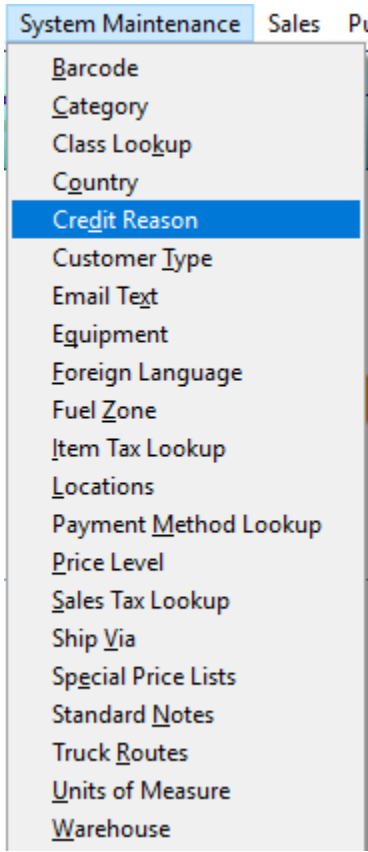 System Maintenance Sales
Barcode
Category
Class Lookup
Country
Credit Reason
Customer Type
Email Text
Equipment
Foreign Language
Fuel Zone
Item Tax Lookup
Locations
Payment Method Lookup
Price Level
Sales Tax Lookup
Ship Via
Special Price Lists
Standard Notes
Truck Routes
Units of Measure
Warehouse